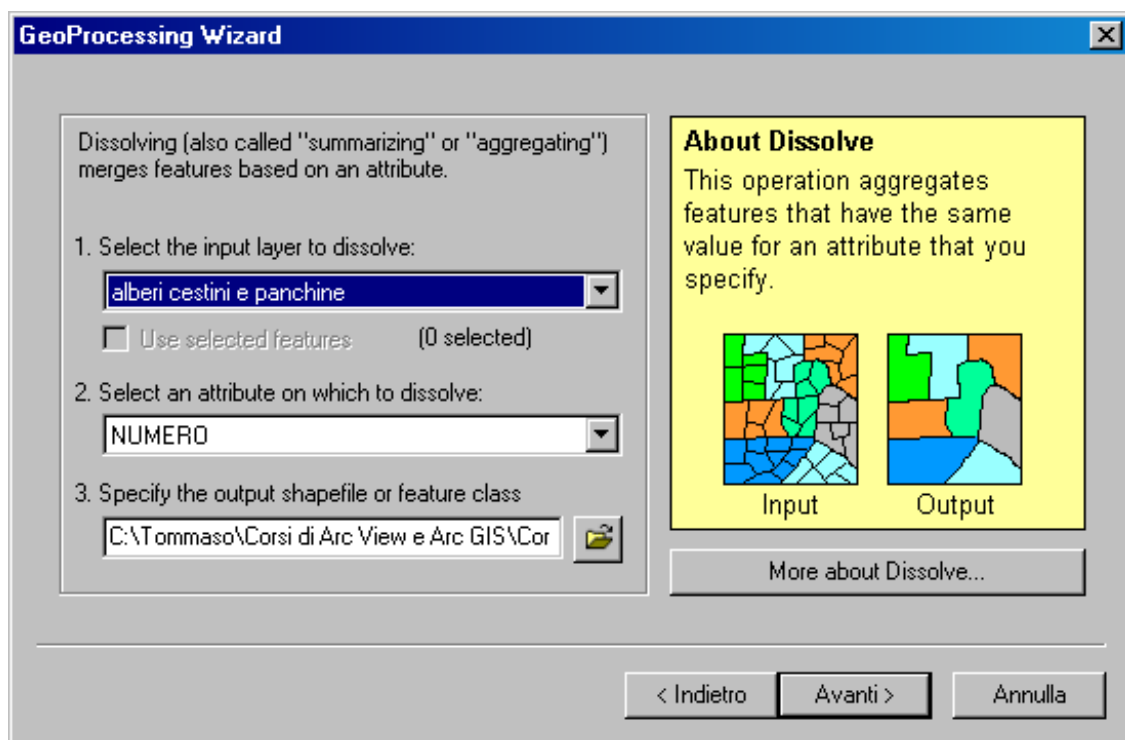 GeoProcessing Wizard
Dissolving (also called "summarizing" or "aggregating")
merges features based on an attribute.
1. Select the input layer to dissolve:
alberi cestini e panchine
Use selected features (0 selected)
2. Select an attribute on which to dissolve:
NUMERO
3. Specify the output shapefile or feature class
C:\Tommaso\Corsi di Arc View e Arc GIS\Cor
About Dissolve
This operation aggregates
features that have the same
value for an attribute that you
specify.
Input Output
More about Dissolve...
< Indietro Avanti > Annulla